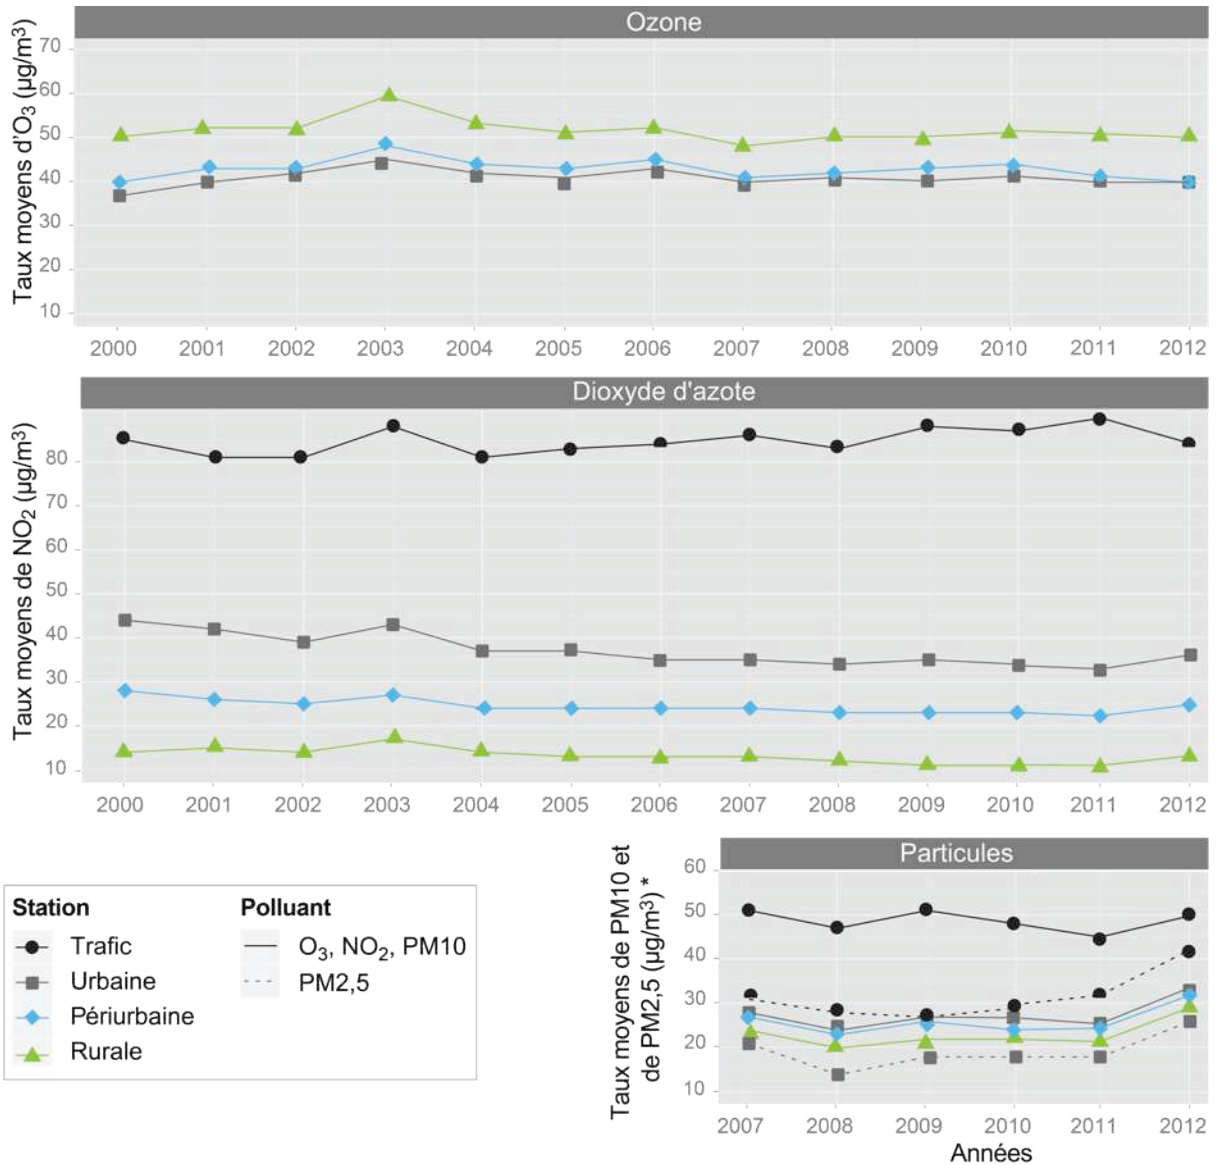 Ozone
Taux moyens d'O₃ (µg/m³)
70
60
50
40
30
20
10
2000 2001 2002 2003 2004 2005 2006 2007 2008 2009 2010 2011 2012
Dioxyde d'azote
Taux moyens de NO₂ (µg/m³)
80
70
60
50
40
30
20
10
2000 2001 2002 2003 2004 2005 2006 2007 2008 2009 2010 2011 2012
Station
Trafic
Urbaine
Périurbaine
Rurale
Polluant
O₃, NO₂, PM10
PM2,5
Particules
Taux moyens de PM10 et
de PM2,5 (µg/m³) *
60
50
40
30
20
10
2007 2008 2009 2010 2011 2012
Années